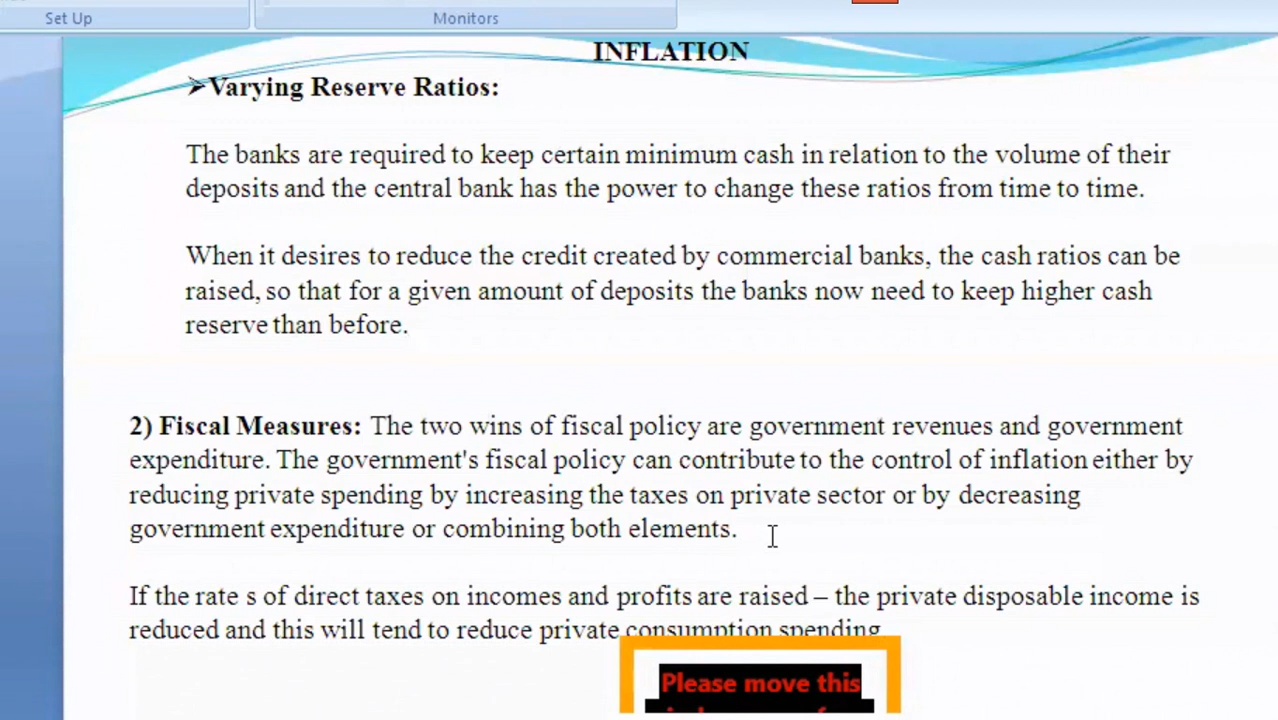 Set Up
Monitors
INFLATION
➢Varying Reserve Ratios:
The banks are required to keep certain minimum cash in relation to the volume of their
deposits and the central bank has the power to change these ratios from time to time.
When it desires to reduce the credit created by commercial banks, the cash ratios can be
raised, so that for a given amount of deposits the banks now need to keep higher cash
reserve than before.
2) Fiscal Measures: The two wins of fiscal policy are government revenues and government
expenditure. The government's fiscal policy can contribute to the control of inflation either by
reducing private spending by increasing the taxes on private sector or by decreasing
government expenditure or combining both elements.
If the rate s of direct taxes on incomes and profits are raised – the private disposable income is
reduced and this will tend to reduce private consumption spending
Please move this